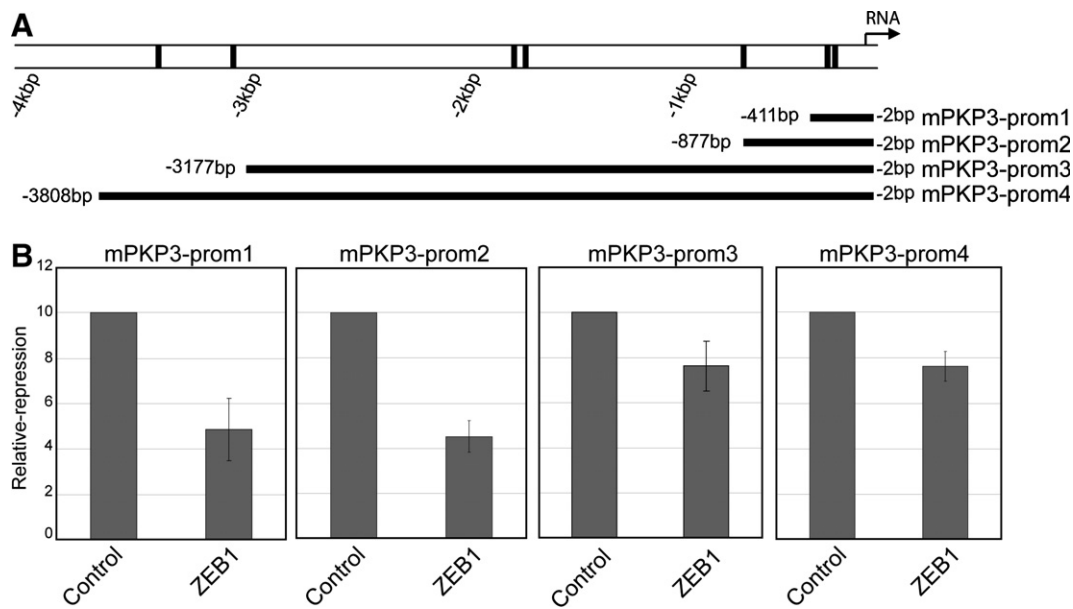 A
RNA
-4kbp
-3kbp
-2kbp
-1kbp
-411bp -2bp mPKP3-prom1
-877bp -2bp mPKP3-prom2
-3177bp -2bp mPKP3-prom3
-3808bp -2bp mPKP3-prom4
B
mPKP3-prom1 mPKP3-prom2 mPKP3-prom3 mPKP3-prom4
12
10
8
6
4
2
0
Relative-repression
Control ZEB1 Control ZEB1 Control ZEB1 Control ZEB1